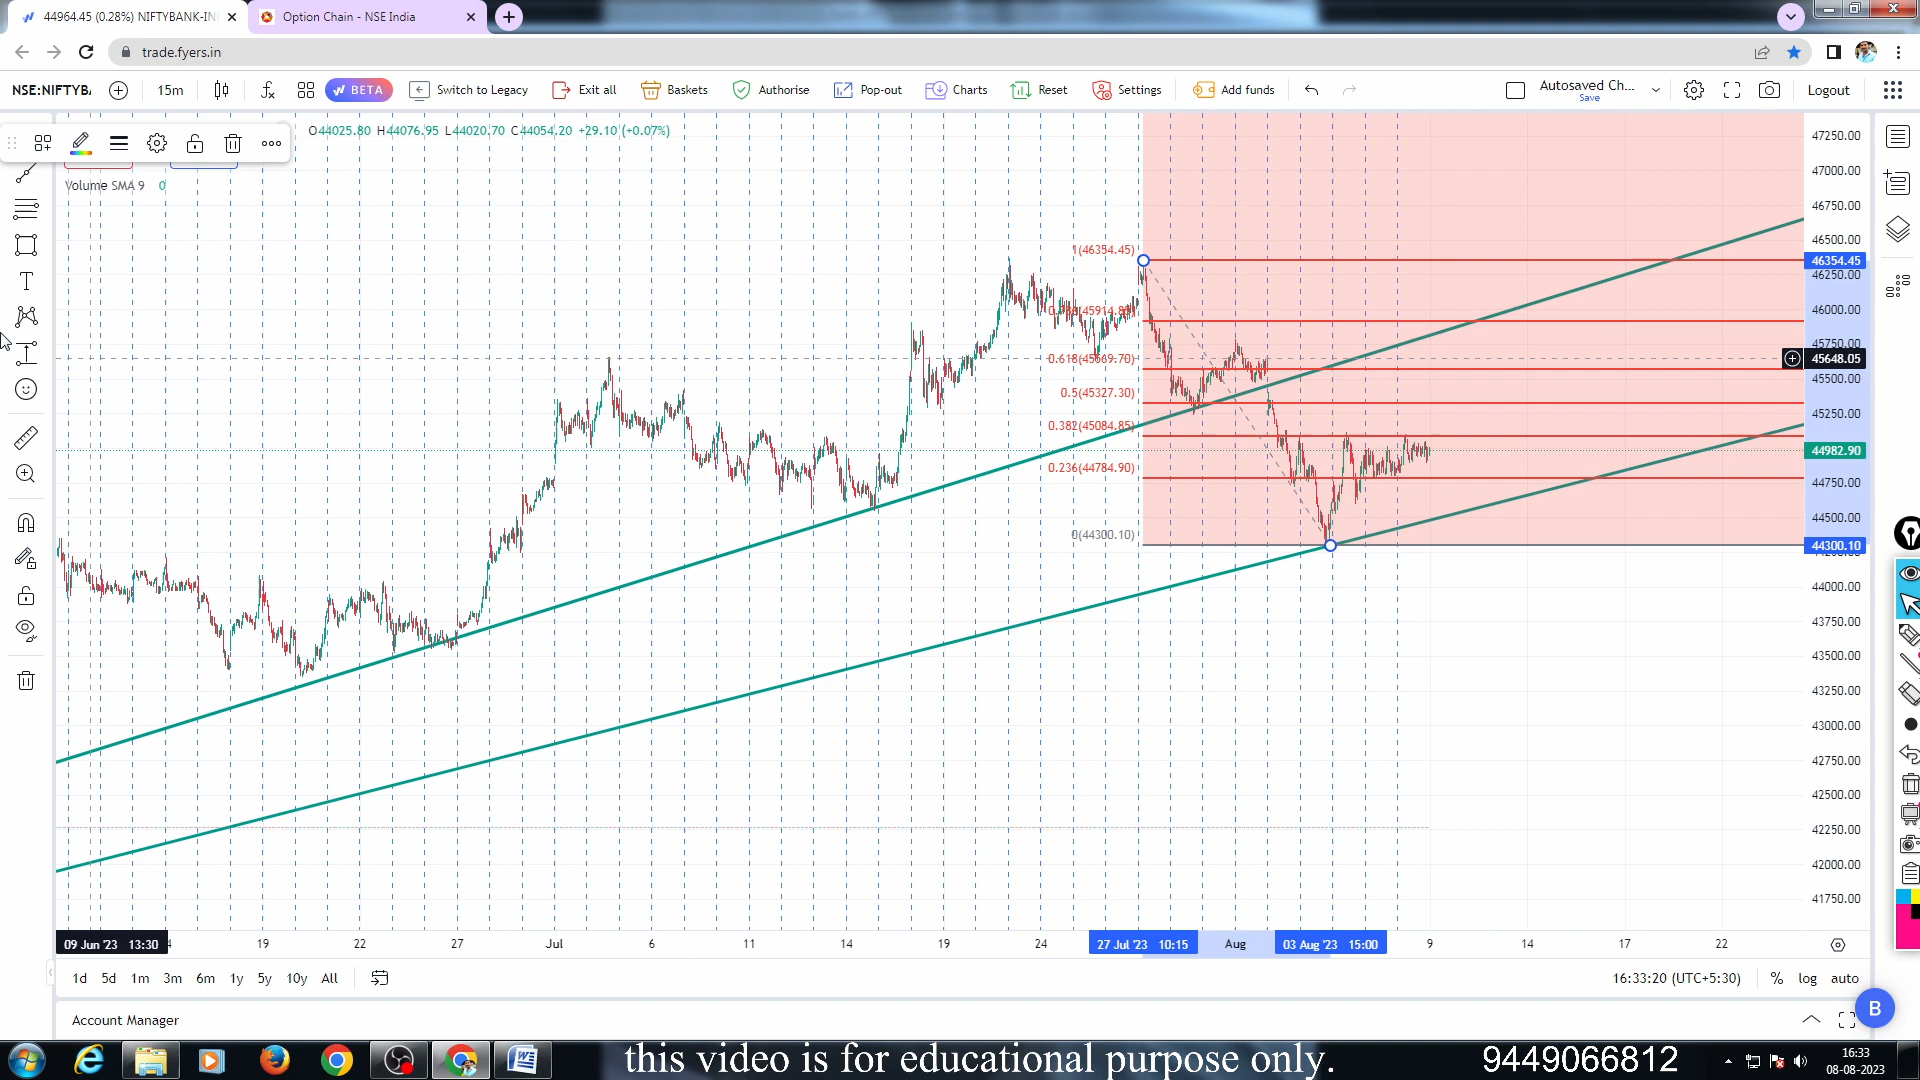 44964.45 (0.28%) NIFTYBANK-IN
Option Chain - NSE India
trade.fyers.in
NSE:NIFTYB
15m
BETA
Switch to Legacy
Exit all
Baskets
Authorise
Pop-out
Charts
Reset
Settings
Add funds
Autosaved Ch...
Save
Logout
O44025.80 H44076.95 L44020.70 C44054.20 +29.10 (+0.07%)
Volume SMA 9 0
47250.00
47000.00
46750.00
46500.00
46354.45
46250.00
46000.00
45750.00
45648.05
45500.00
45250.00
44982.90
44750.00
44500.00
44300.10
44000.00
43750.00
43500.00
43250.00
43000.00
42750.00
42500.00
42250.00
42000.00
41750.00
1(46354.45)
0.618(45569.70)
0.5(45327.30)
0.382(45084.85)
0.236(44784.90)
0(44300.10)
09 Jun '23 13:30
19
22
27
Jul
6
11
14
19
24
27 Jul '23 10:15
Aug
03 Aug '23 15:00
9
14
17
22
1d 5d 1m 3m 6m 1y 5y 10y All
16:33:20 (UTC+5:30)
% log auto
Account Manager
B
this video is for educational purpose only.
9449066812
16:33
08-08-2023